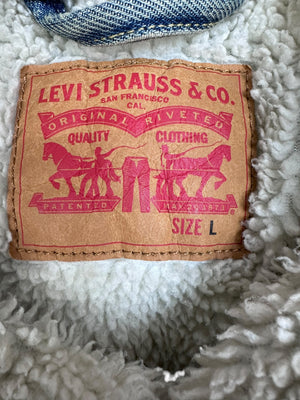 LEVI STRAUSS & CO.
SAN FRANCISCO
CAL.
ORIGINAL RIVETED
QUALITY CLOTHING
PATENTED MAY 20 1873
SIZE L